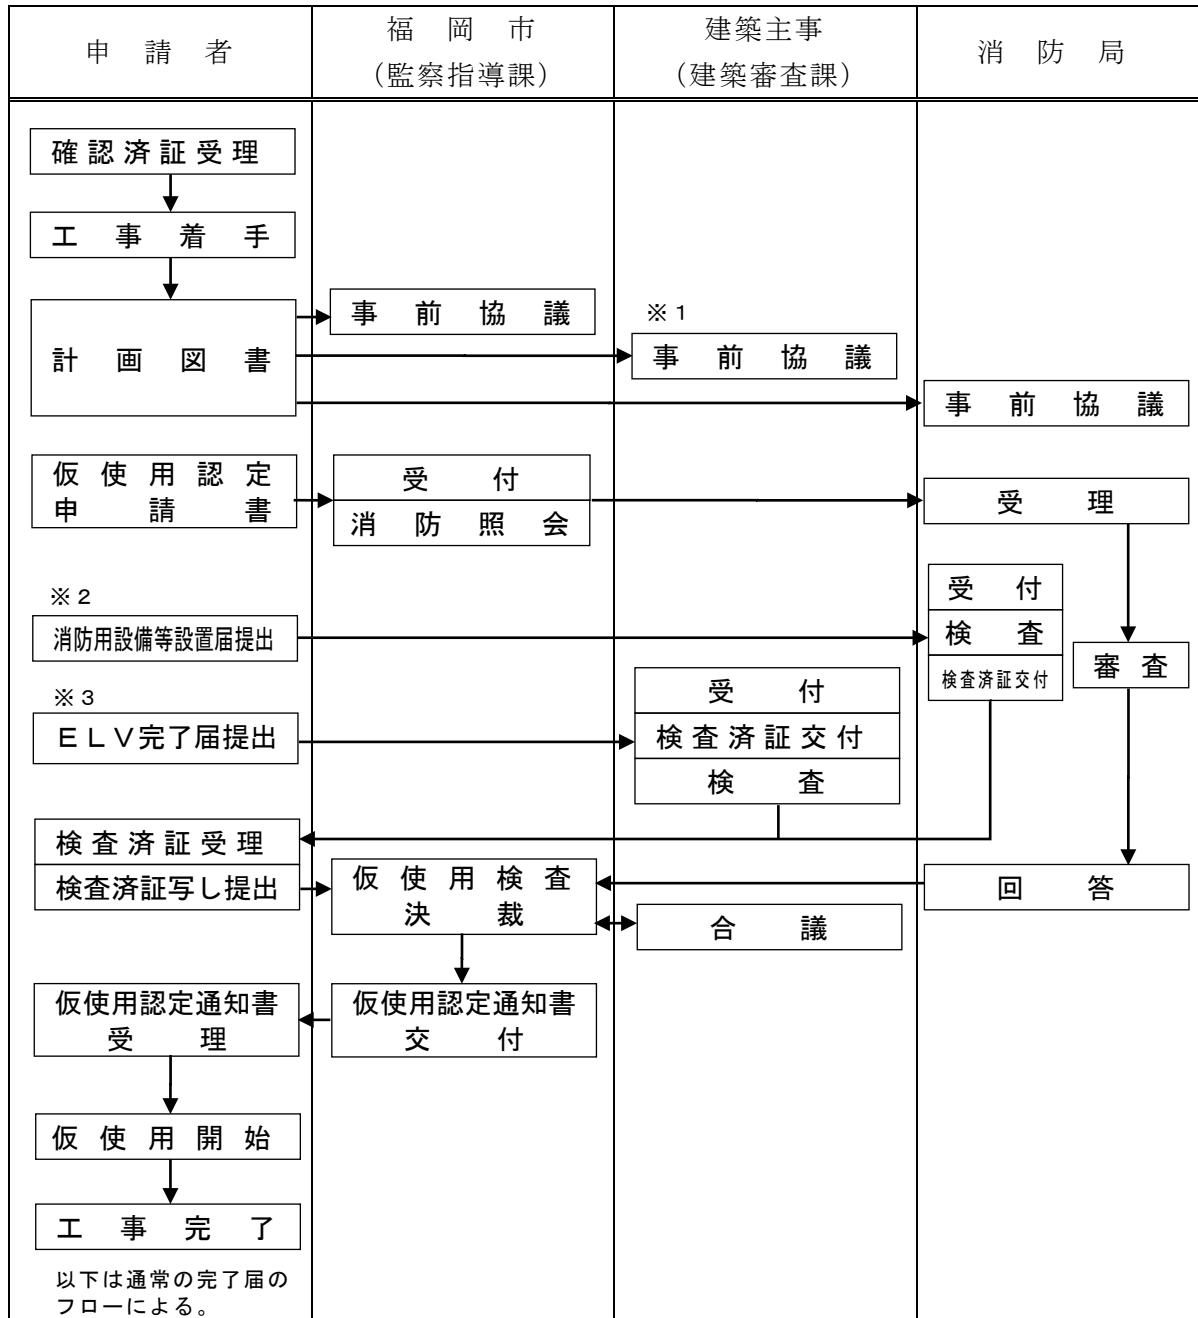 申請者
福岡市
(監察指導課)
建築主事
(建築審査課)
消防局
確認済証受理
工事着手
計画図書
事前協議
※1
事前協議
事前協議
仮使用認定
申請書
受付
消防照会
受理
※2
消防用設備等設置届提出
受付
検査
検査済証交付
審査
※3
ELV完了届提出
受付
検査済証交付
検査
検査済証受理
検査済証写し提出
仮使用検査
決裁
回答
合議
仮使用認定通知書
受理
仮使用認定通知書
交付
仮使用開始
工事完了
以下は通常の完了届の
フローによる。